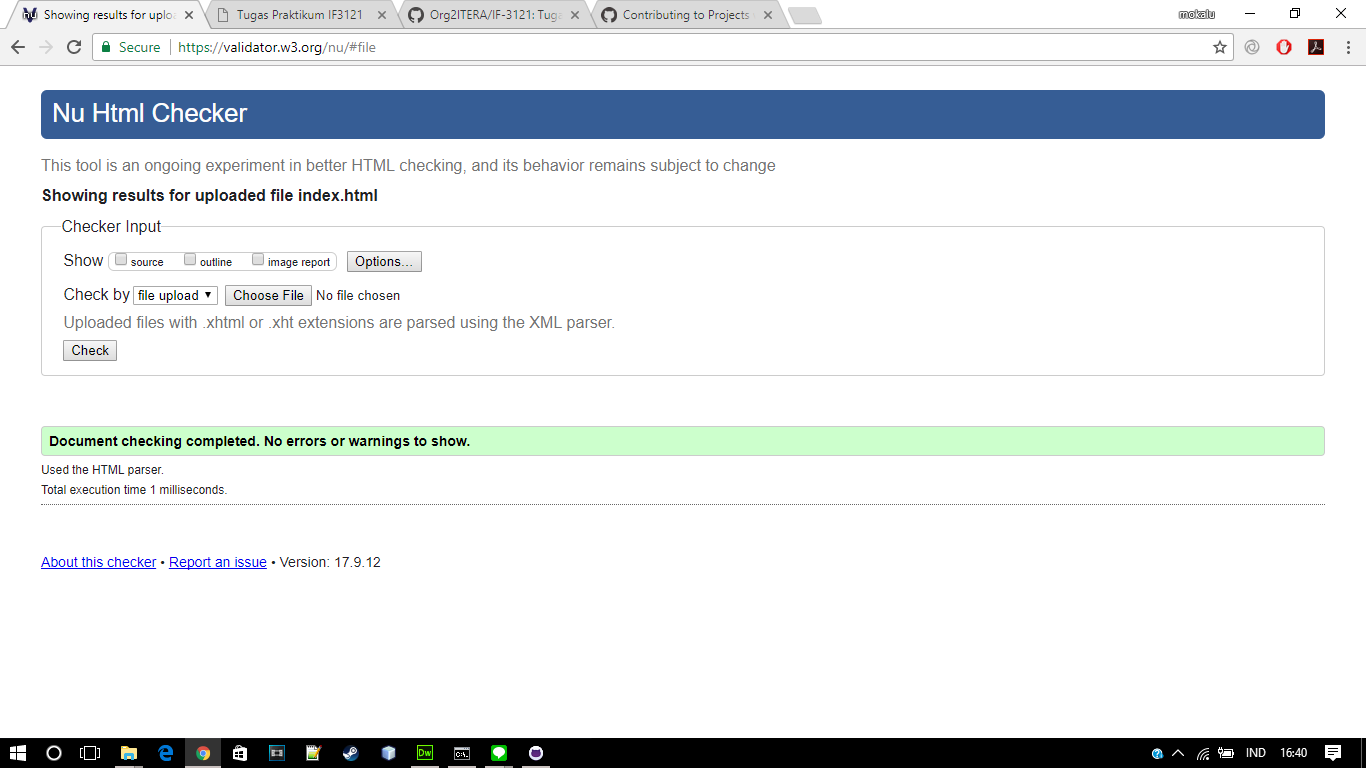 Showing results for uplo
Tugas Praktikum IF3121
Org2ITERA/IF-3121: Tuga
Contributing to Projects
mokalu
Secure
https://validator.w3.org/nu/#file
Nu Html Checker
This tool is an ongoing experiment in better HTML checking, and its behavior remains subject to change
Showing results for uploaded file index.html
Checker Input
Show source outline image report Options...
Check by file upload Choose File No file chosen
Uploaded files with .xhtml or .xht extensions are parsed using the XML parser.
Check
Document checking completed. No errors or warnings to show.
Used the HTML parser.
Total execution time 1 milliseconds.
About this checker • Report an issue • Version: 17.9.12
Dw
C:\.
IND
16:40